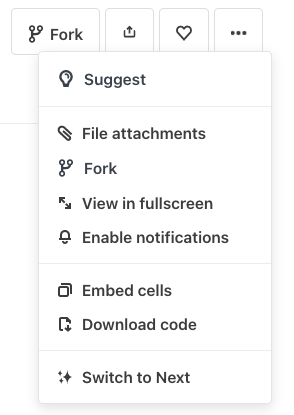 Fork
Suggest
File attachments
Fork
View in fullscreen
Enable notifications
Embed cells
Download code
Switch to Next